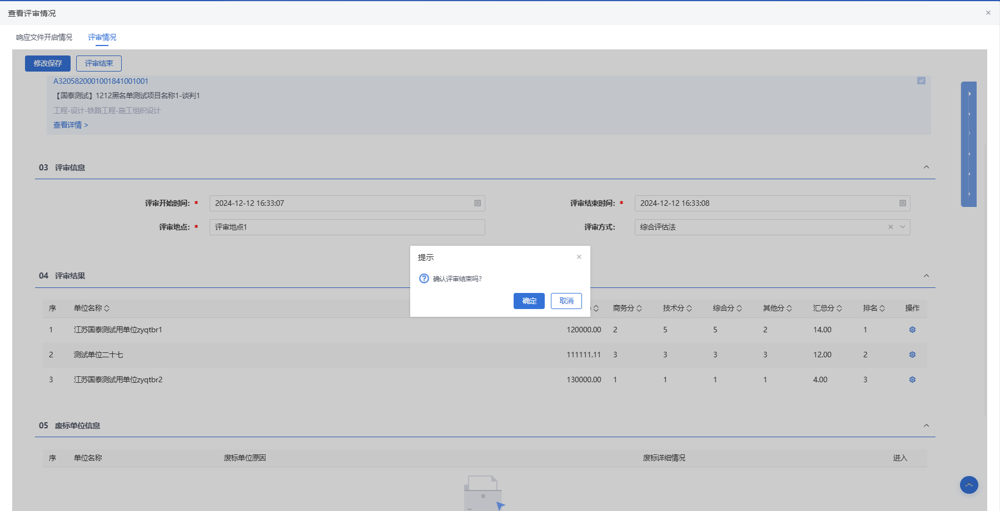 查看评审情况
响应文件开启情况 评审情况
修改保存 评审结束
A3205820001001841001001
【国泰测试】1212黑名单测试项目名称1-谈判1
工程-设计-铁路工程-施工组织设计
查看详情 >
03 评审信息
评审开始时间: * 2024-12-12 16:33:07 评审结束时间: * 2024-12-12 16:33:08
评审地点: * 评审地点1 评审方式: 综合评估法
提示
确认评审结束吗?
确定 取消
04 评审结果
序 单位名称 商务分 技术分 综合分 其他分 汇总分 排名 操作
1 江苏国泰测试用单位zyqtbr1 120000.00 2 5 5 2 14.00 1
2 测试单位二十七 111111.11 3 3 3 3 12.00 2
3 江苏国泰测试用单位zyqtbr2 130000.00 1 1 1 1 4.00 3
05 废标单位信息
序 单位名称 废标单位原因 废标详细情况 进入